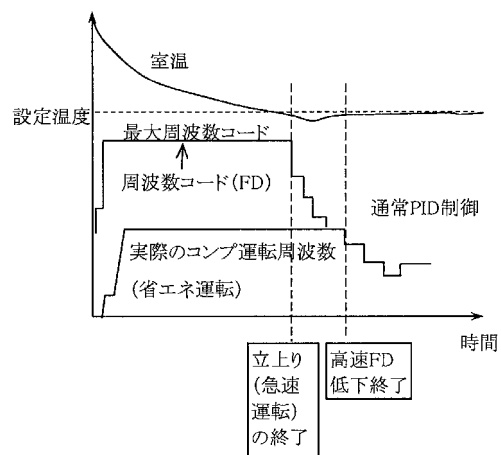 室温
設定温度
最大周波数コード
周波数コード(FD)
通常PID制御
実際のコンプ運転周波数
(省エネ運転)
時間
立上り
(急速
運転)
の終了
高速FD
低下終了